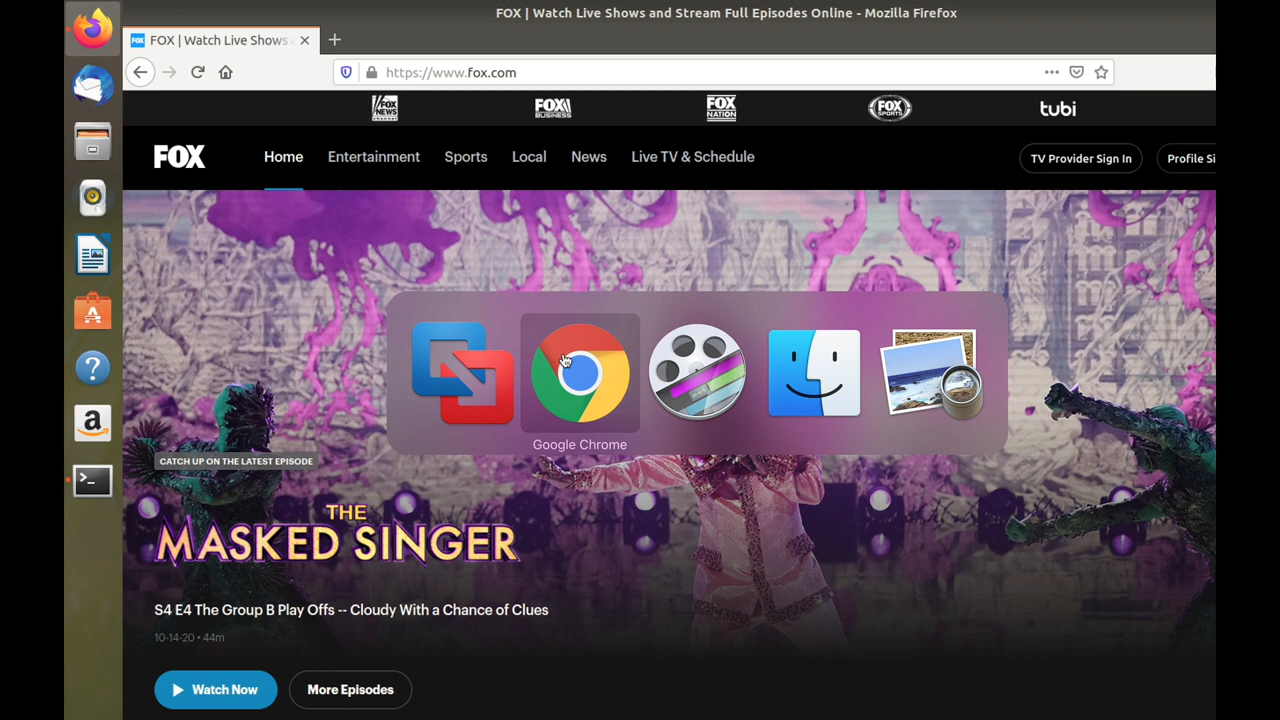 FOX | Watch Live Shows and Stream Full Episodes Online - Mozilla Firefox
FOX
FOX | Watch Live Shows a
https://www.fox.com
FOX NEWS channel
FOX BUSINESS
FOX NATION
FOX SPORTS
tubi
FOX
Home
Entertainment
Sports
Local
News
Live TV & Schedule
TV Provider Sign In
Profile Si
Google Chrome
CATCH UP ON THE LATEST EPISODE
THE
MASKED SINGER
S4 E4 The Group B Play Offs -- Cloudy With a Chance of Clues
10-14-20 • 44m
Watch Now
More Episodes